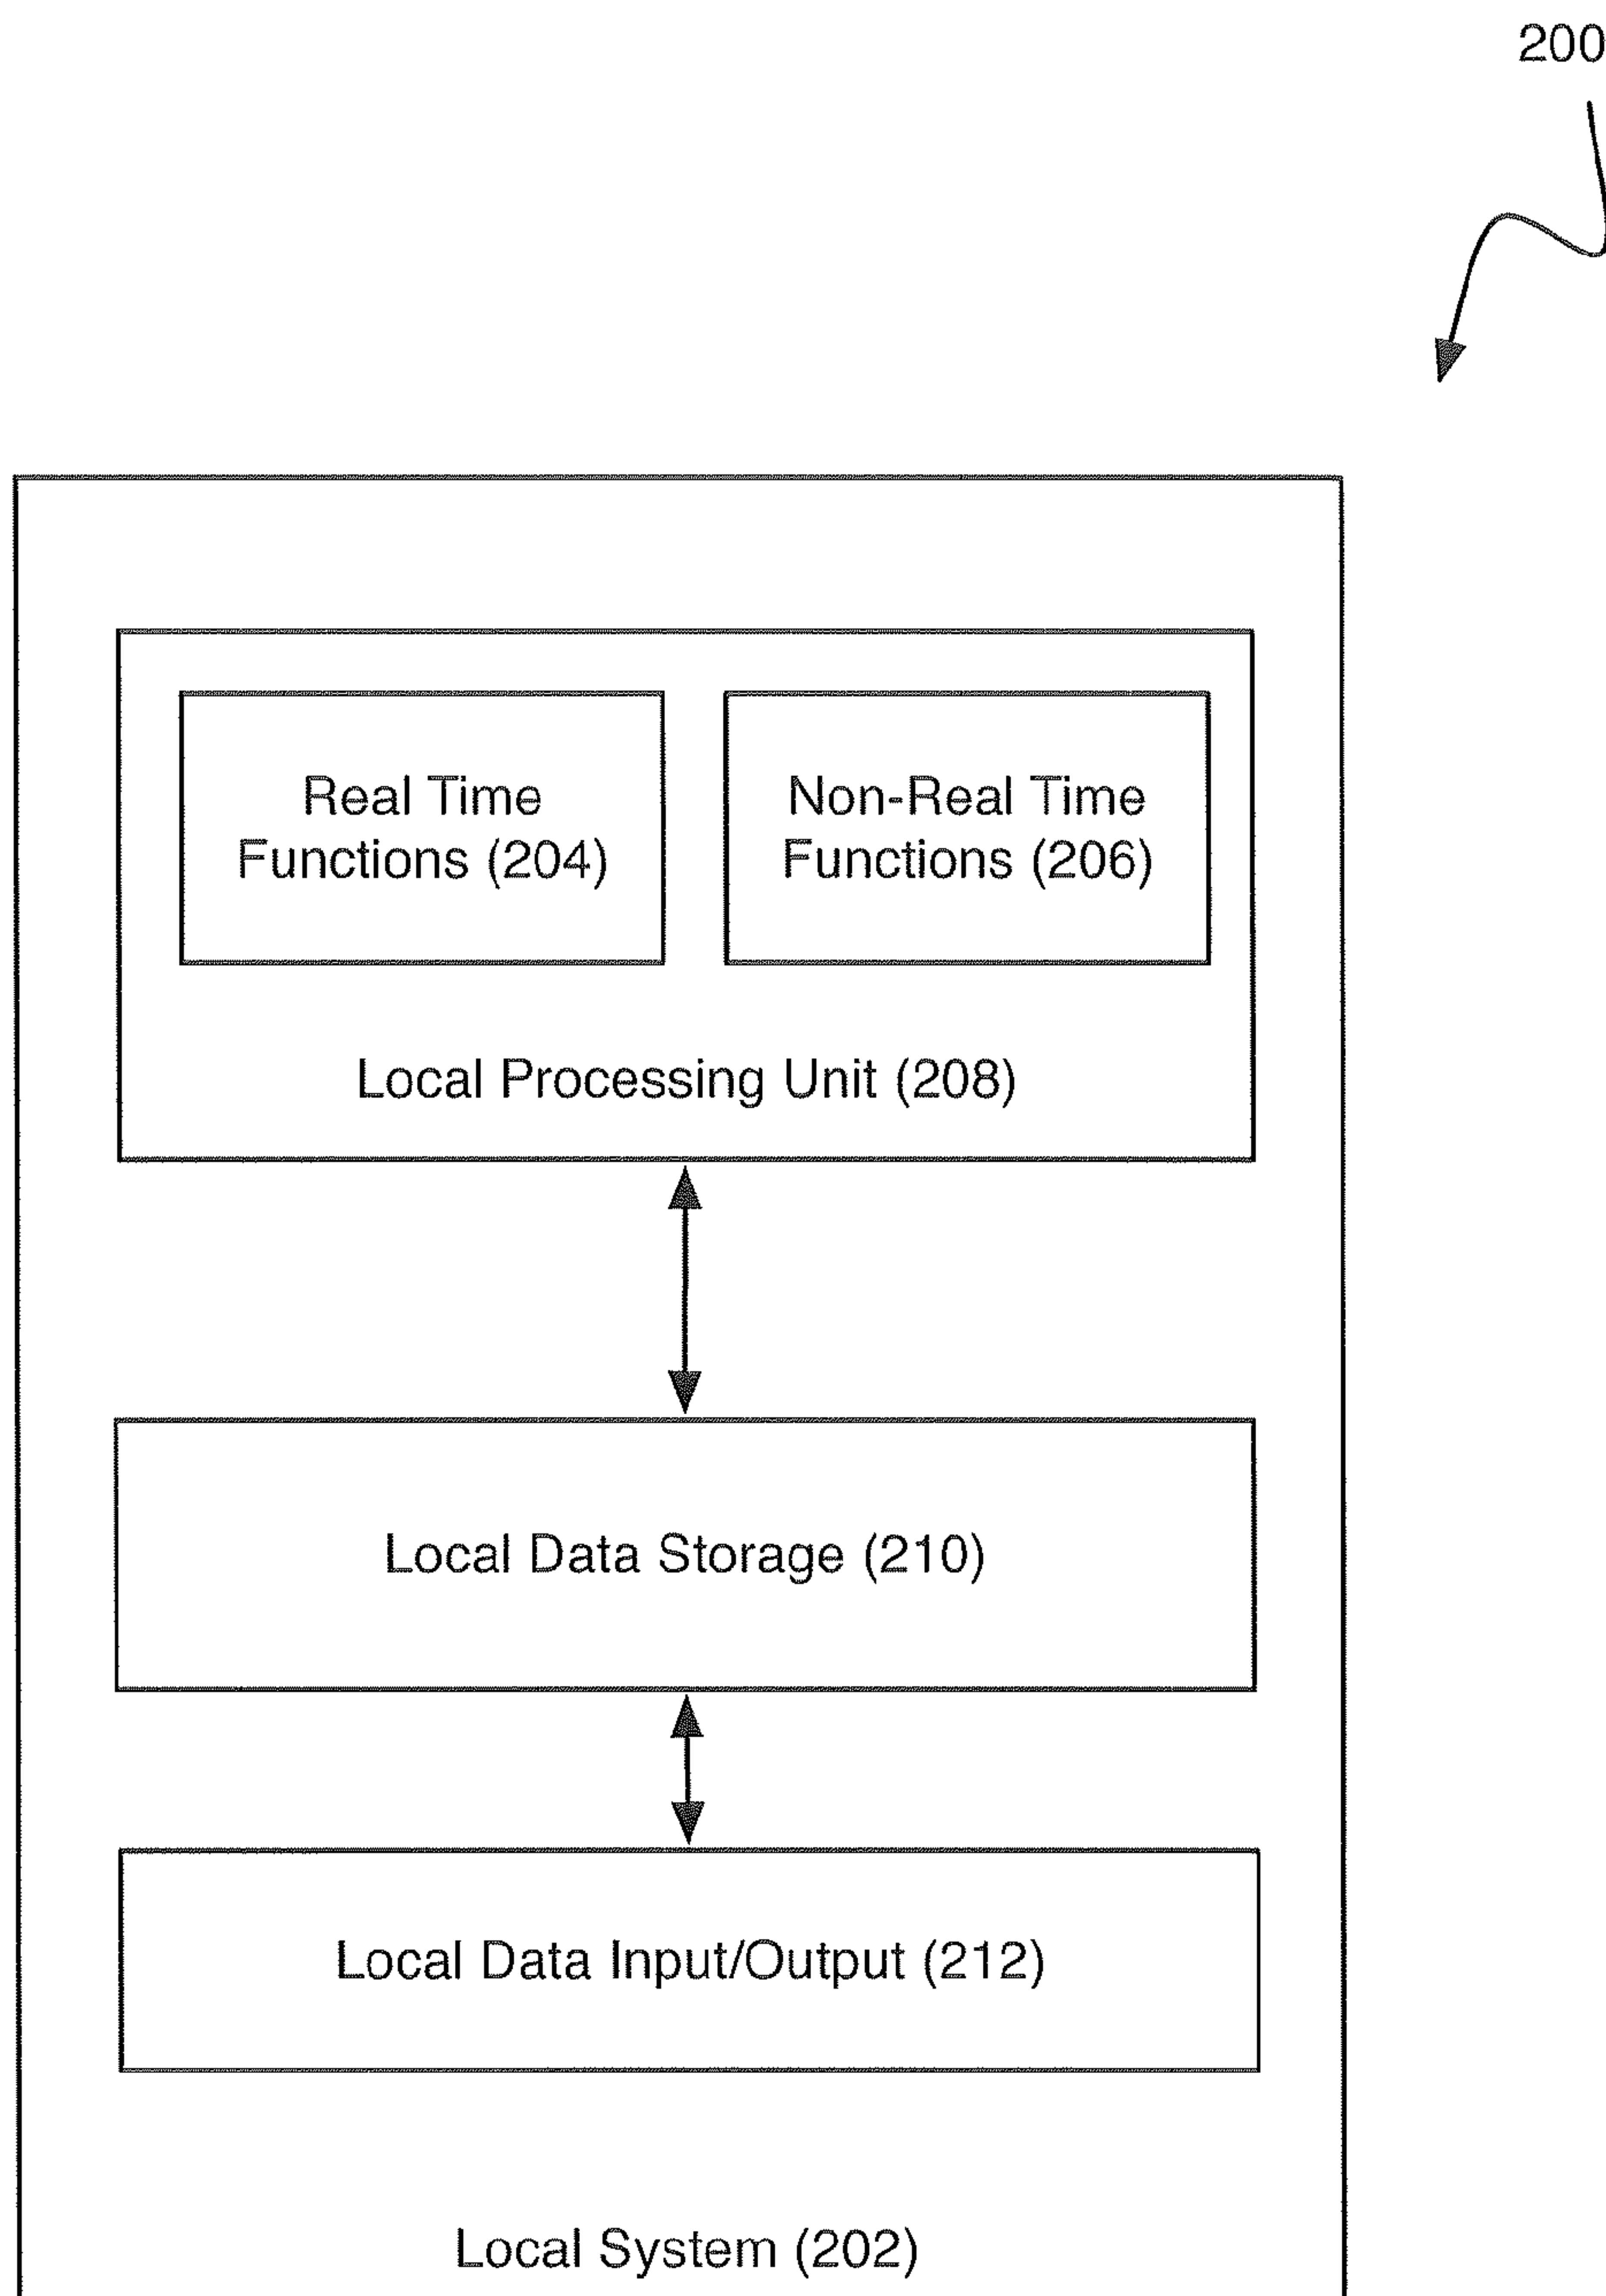 200
Real Time
Functions (204)
Non-Real Time
Functions (206)
Local Processing Unit (208)
Local Data Storage (210)
Local Data Input/Output (212)
Local System (202)